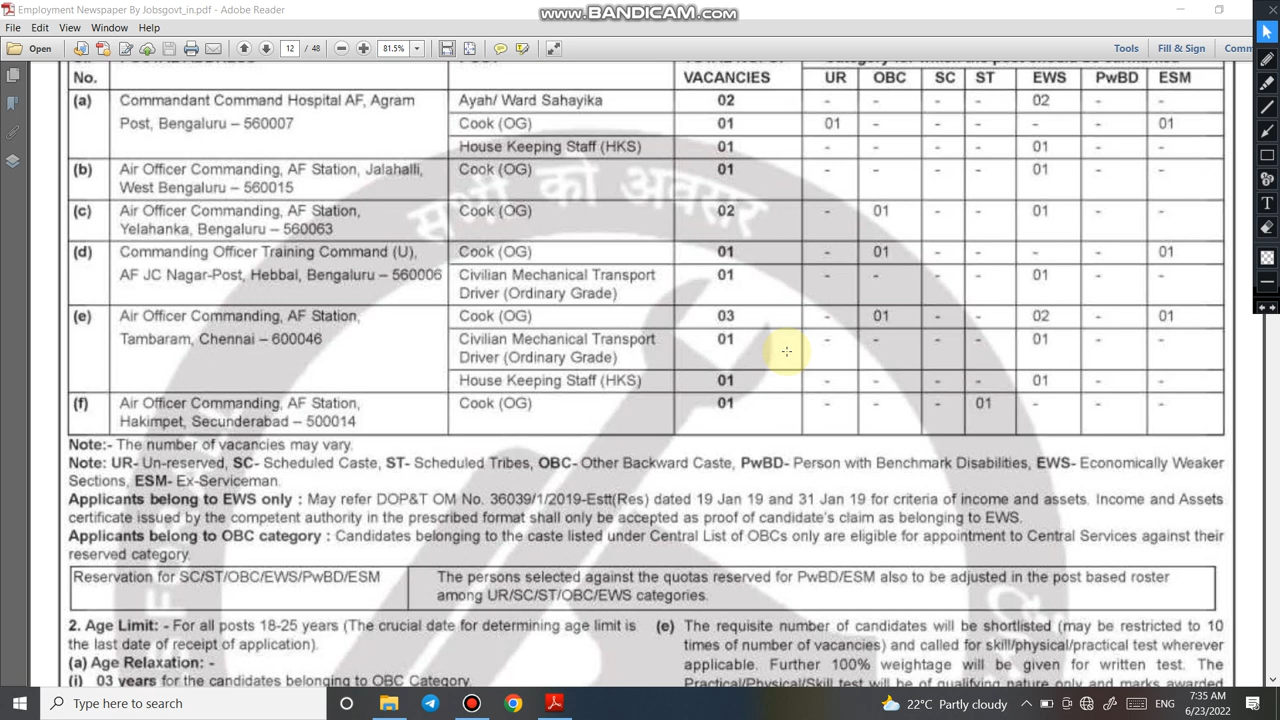 Employment Newspaper By Jobsgovt_in.pdf - Adobe Reader
www.BANDICAM.com
File Edit View Window Help
Open 12 / 48 81.5% Tools Fill & Sign Comm
No. VACANCIES UR OBC SC ST EWS PwBD ESM
(a) Commandant Command Hospital AF, Agram Ayah/ Ward Sahayika 02 - - - - 02 - -
Post, Bengaluru – 560007 Cook (OG) 01 01 - - - - - 01
House Keeping Staff (HKS) 01 - - - - 01 - -
(b) Air Officer Commanding, AF Station, Jalahalli, Cook (OG) 01 - - - - 01 - -
West Bengaluru – 560015
(c) Air Officer Commanding, AF Station, Cook (OG) 02 - 01 - - 01 - -
Yelahanka, Bengaluru – 560063
(d) Commanding Officer Training Command (U), Cook (OG) 01 - 01 - - - - 01
AF JC Nagar-Post, Hebbal, Bengaluru – 560006 Civilian Mechanical Transport 01 - - - - 01 - -
Driver (Ordinary Grade)
(e) Air Officer Commanding, AF Station, Cook (OG) 03 - 01 - - 02 - 01
Tambaram, Chennai – 600046 Civilian Mechanical Transport 01 - - - - 01 - -
Driver (Ordinary Grade)
House Keeping Staff (HKS) 01 - - - - 01 - -
(f) Air Officer Commanding, AF Station, Cook (OG) 01 - - - 01 - - -
Hakimpet, Secunderabad – 500014
सभी को अवसर
Note:- The number of vacancies may vary.
Note: UR- Un-reserved, SC- Scheduled Caste, ST- Scheduled Tribes, OBC- Other Backward Caste, PwBD- Person with Benchmark Disabilities, EWS- Economically Weaker
Sections, ESM- Ex-Serviceman.
Applicants belong to EWS only : May refer DOP&T OM No. 36039/1/2019-Estt(Res) dated 19 Jan 19 and 31 Jan 19 for criteria of income and assets. Income and Assets
certificate issued by the competent authority in the prescribed format shall only be accepted as proof of candidate's claim as belonging to EWS.
Applicants belong to OBC category : Candidates belonging to the caste listed under Central List of OBCs only are eligible for appointment to Central Services against their
reserved category.
Reservation for SC/ST/OBC/EWS/PwBD/ESM The persons selected against the quotas reserved for PwBD/ESM also to be adjusted in the post based roster
among UR/SC/ST/OBC/EWS categories.
2. Age Limit: - For all posts 18-25 years (The crucial date for determining age limit is
the last date of receipt of application).
(a) Age Relaxation: -
(i) 03 years for the candidates belonging to OBC Category.
(e) The requisite number of candidates will be shortlisted (may be restricted to 10
times of number of vacancies) and called for skill/physical/practical test wherever
applicable. Further 100% weightage will be given for written test. The
Practical/Physical/Skill test will be of qualifying nature only and marks awarded
Type here to search
22°C Partly cloudy
ENG
7:35 AM
6/23/2022